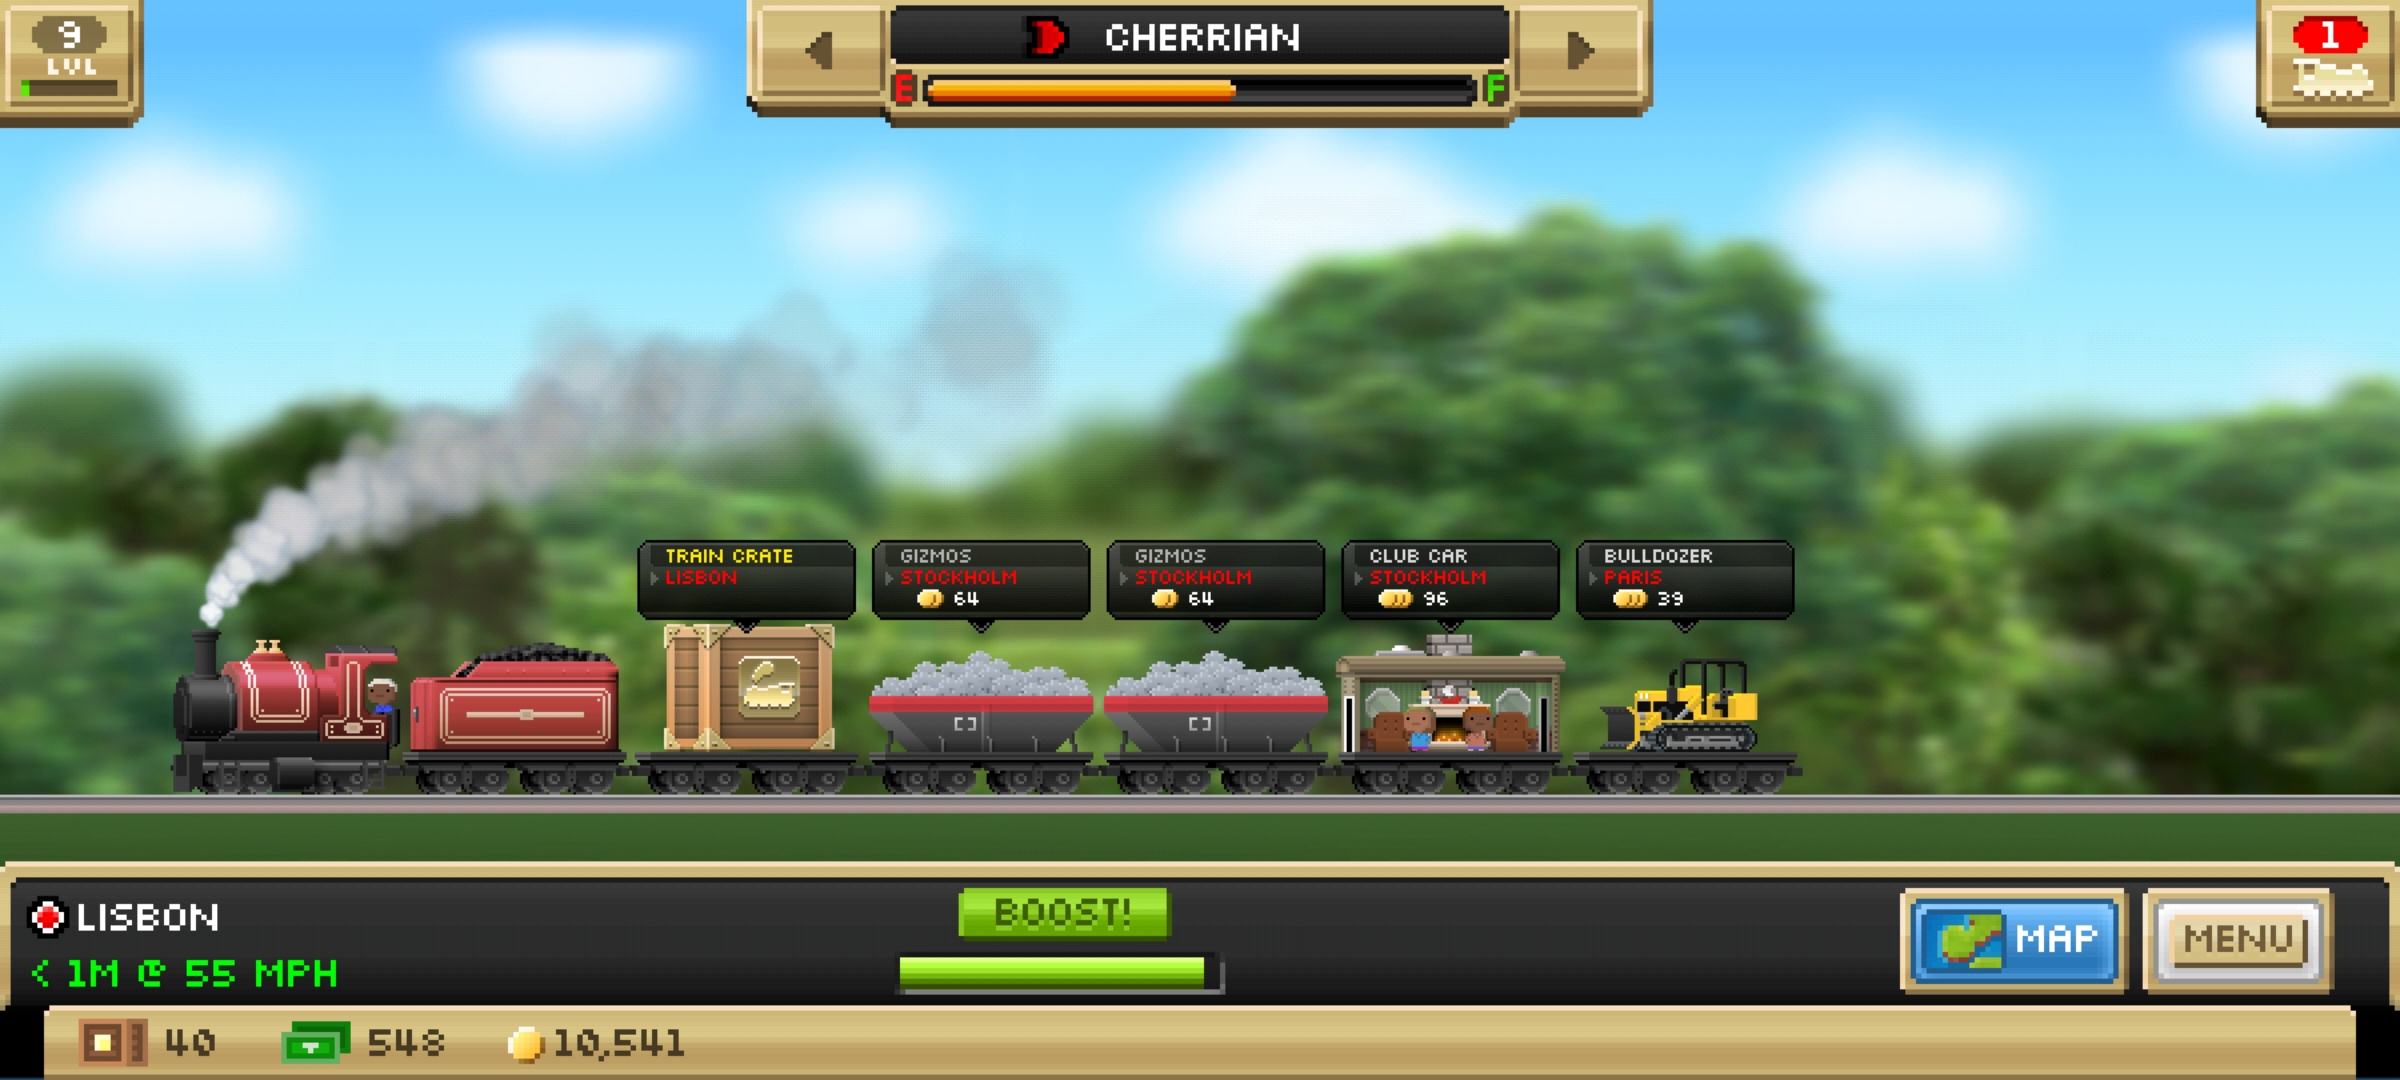 9
LVL
CHERRIAN
E
F
1
TRAIN CRATE
LISBON
GIZMOS
STOCKHOLM
64
GIZMOS
STOCKHOLM
64
CLUB CAR
STOCKHOLM
96
BULLDOZER
PARIS
39
LISBON
< 1M @ 55 MPH
BOOST!
MAP
MENU
40
548
10,541